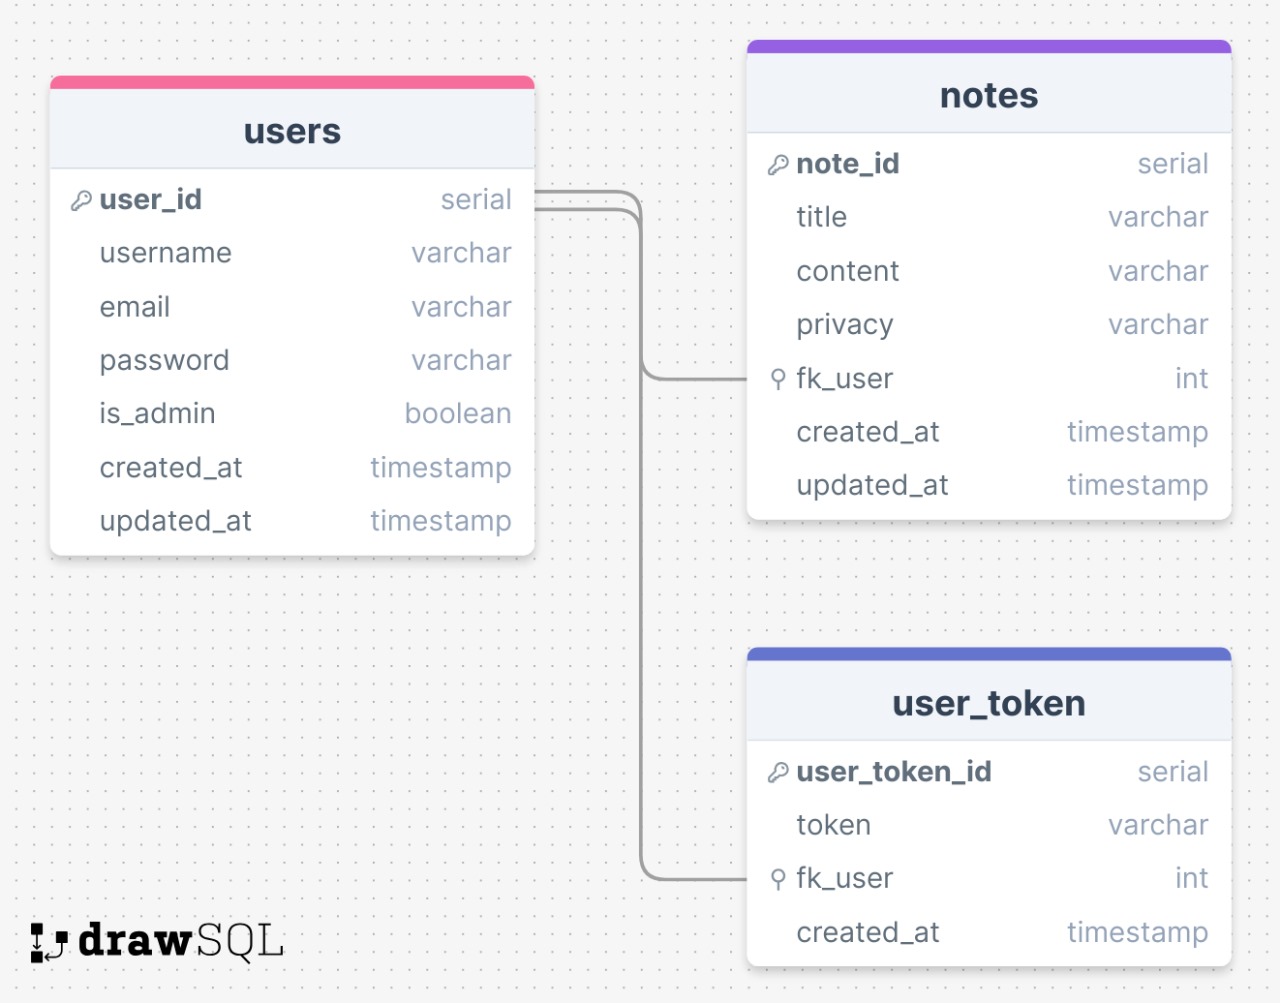 users
user_id serial
username varchar
email varchar
password varchar
is_admin boolean
created_at timestamp
updated_at timestamp
notes
note_id serial
title varchar
content varchar
privacy varchar
fk_user int
created_at timestamp
updated_at timestamp
user_token
user_token_id serial
token varchar
fk_user int
created_at timestamp
drawSQL